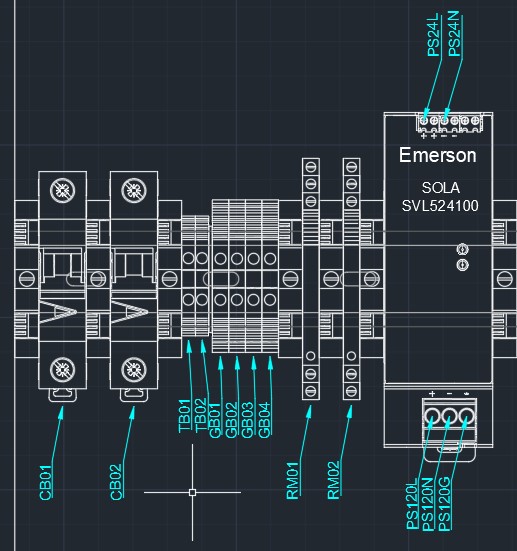 PS24L
PS24N
+ + − −
Emerson
SOLA
SVL524100
TB01
TB02
GB01
GB02
GB03
GB04
CB01
CB02
RM01
RM02
+ −
PS120L
PS120N
PS120G